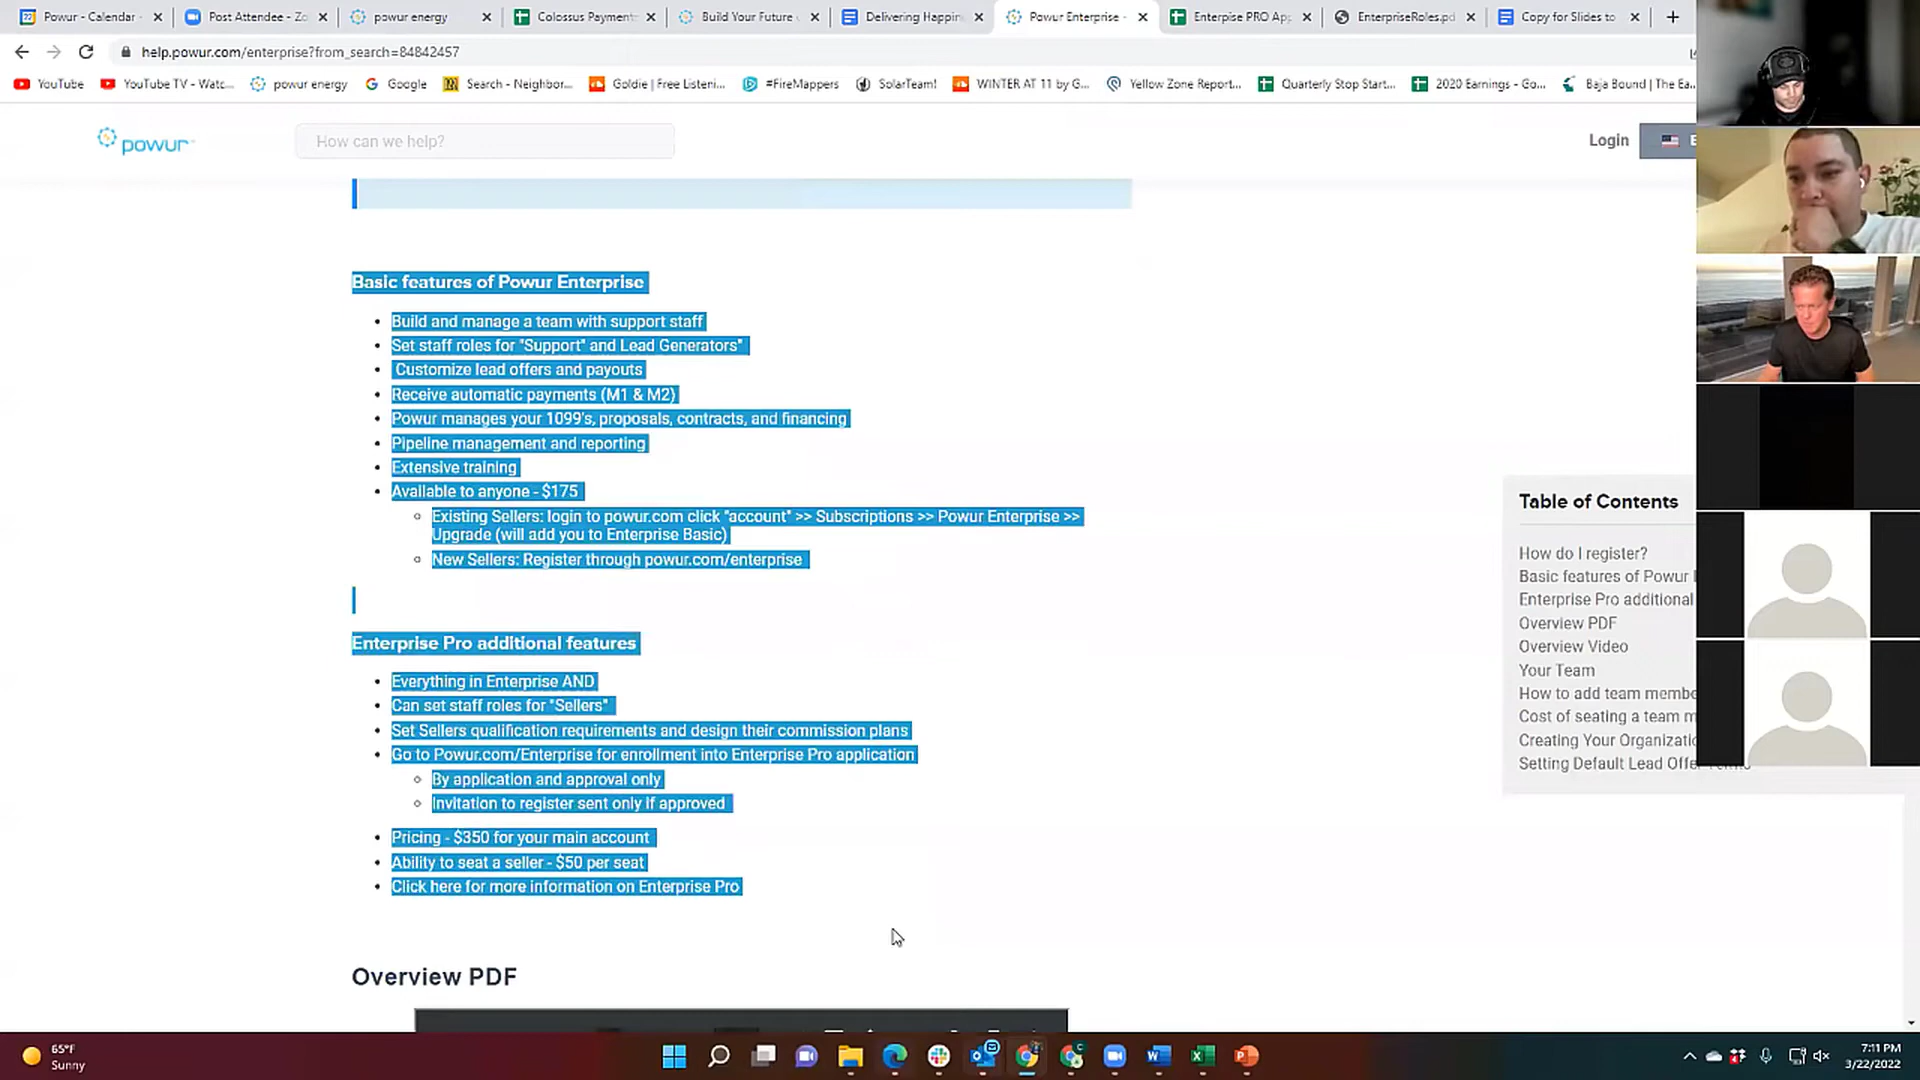 Powur - Calendar -
Post Attendee - Zo
powur energy
Colossus Payment
Build Your Future
Delivering Happin
Powur Enterprise -
Enterpise PRO Ap
EnterpriseRoles.pd
Copy for Slides to
help.powur.com/enterprise?from_search=84842457
YouTube
YouTube TV - Watc...
powur energy
Google
Search - Neighbor...
Goldie | Free Listeni...
#FireMappers
SolarTeam!
WINTER AT 11 by G...
Yellow Zone Report...
Quarterly Stop Start...
2020 Earnings - Go...
Baja Bound | The Ea...
powur
How can we help?
Login
Basic features of Powur Enterprise
Build and manage a team with support staff
Set staff roles for "Support" and Lead Generators"
Customize lead offers and payouts
Receive automatic payments (M1 & M2)
Powur manages your 1099's, proposals, contracts, and financing
Pipeline management and reporting
Extensive training
Available to anyone - $175
Existing Sellers: login to powur.com click "account" >> Subscriptions >> Powur Enterprise >>
Upgrade (will add you to Enterprise Basic)
New Sellers: Register through powur.com/enterprise
Enterprise Pro additional features
Everything in Enterprise AND
Can set staff roles for "Sellers"
Set Sellers qualification requirements and design their commission plans
Go to Powur.com/Enterprise for enrollment into Enterprise Pro application
By application and approval only
Invitation to register sent only if approved
Pricing - $350 for your main account
Ability to seat a seller - $50 per seat
Click here for more information on Enterprise Pro
Overview PDF
Table of Contents
How do I register?
Basic features of Powur
Enterprise Pro additional
Overview PDF
Overview Video
Your Team
How to add team membe
Cost of seating a team m
Creating Your Organizatio
Setting Default Lead Offe
65°F
Sunny
7:11 PM
3/22/2022